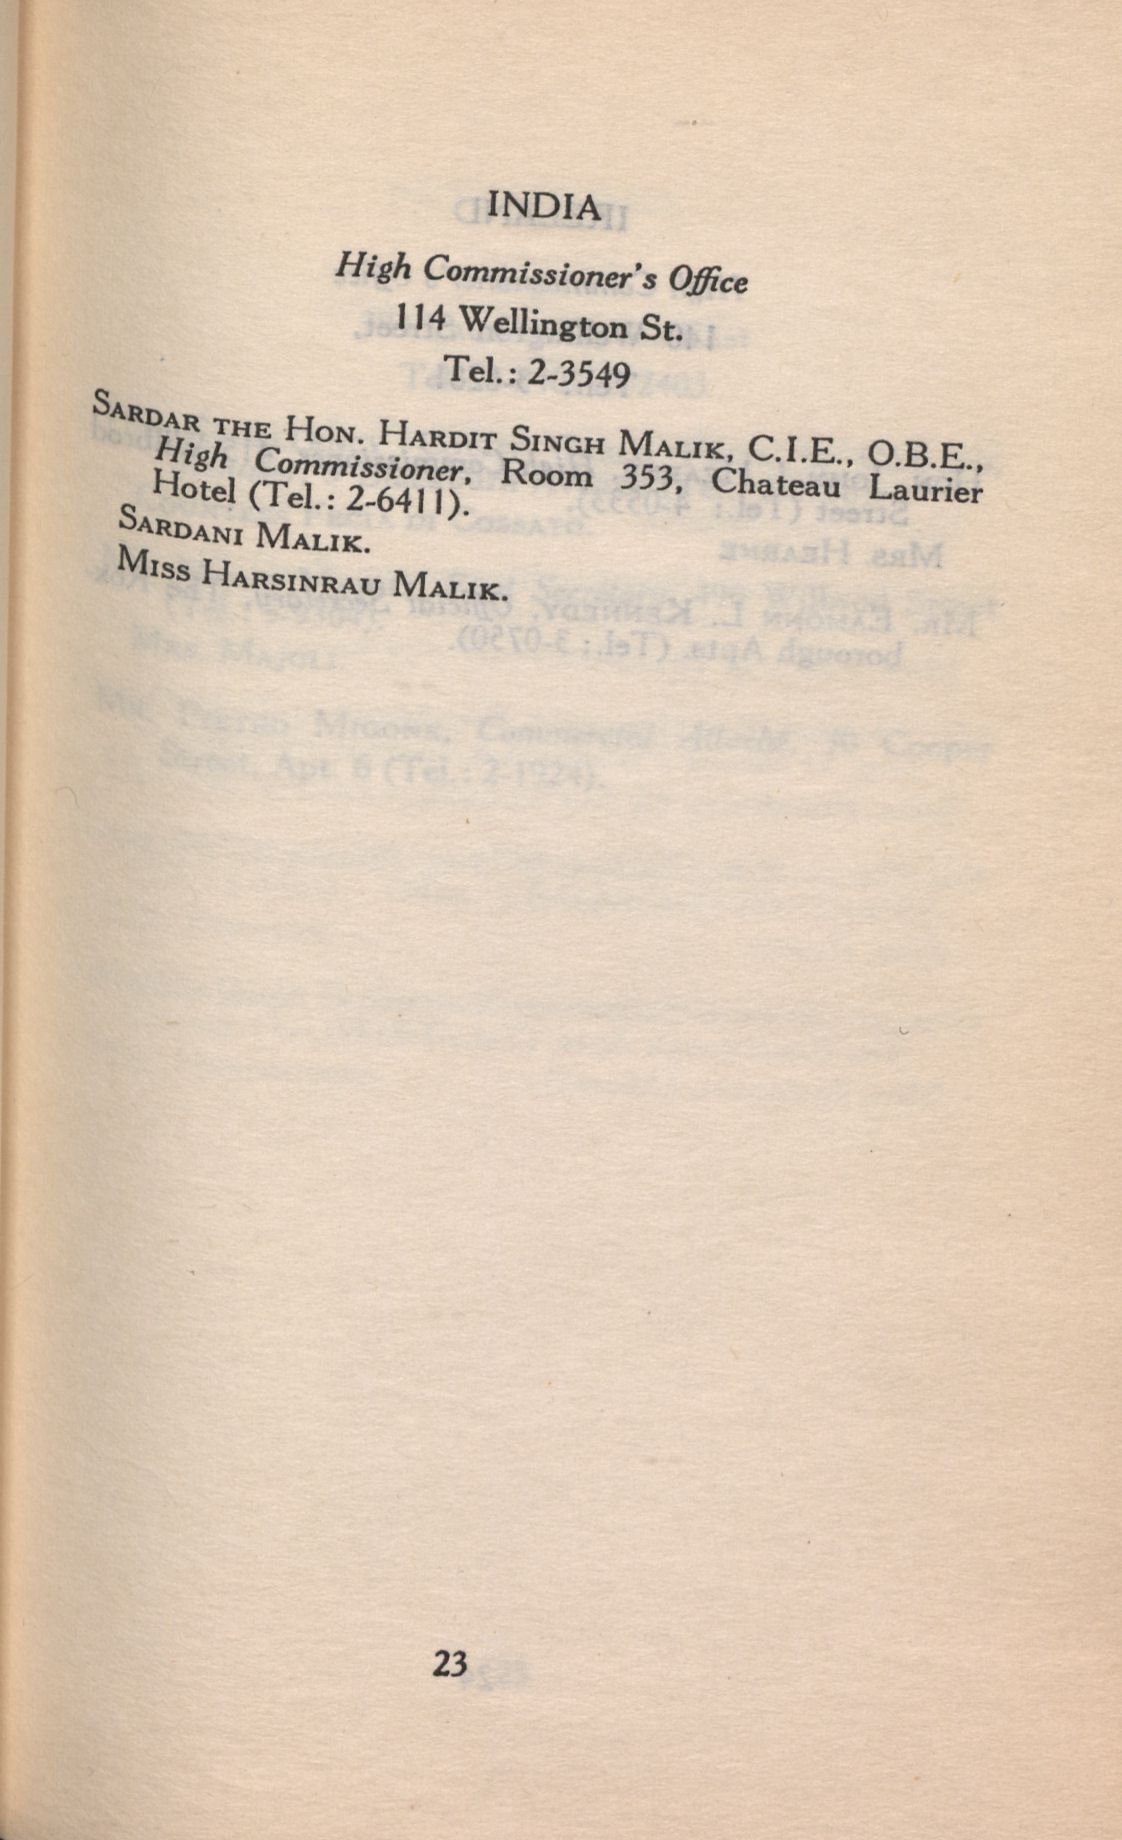 INDIA
High Commissioner's Office
114 Wellington St.
Tel.: 2-3549
SARDAR THE HON. HARDIT SINGH MALIK, C.I.E., O.B.E.,
High Commissioner, Room 353, Chateau Laurier
Hotel (Tel.: 2-6411).
SARDANI MALIK.
MISS HARSINRAU MALIK.
23